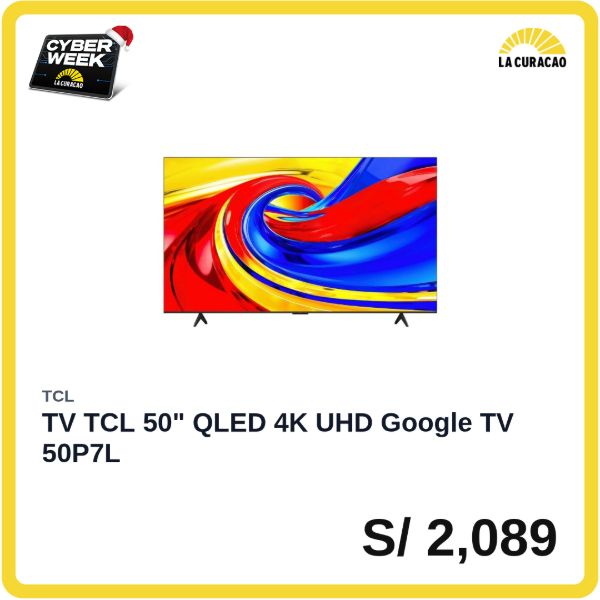 CYBER
WEEK
LA CURACAO
LA CURACAO
TCL
TV TCL 50" QLED 4K UHD Google TV
50P7L
S/ 2,089